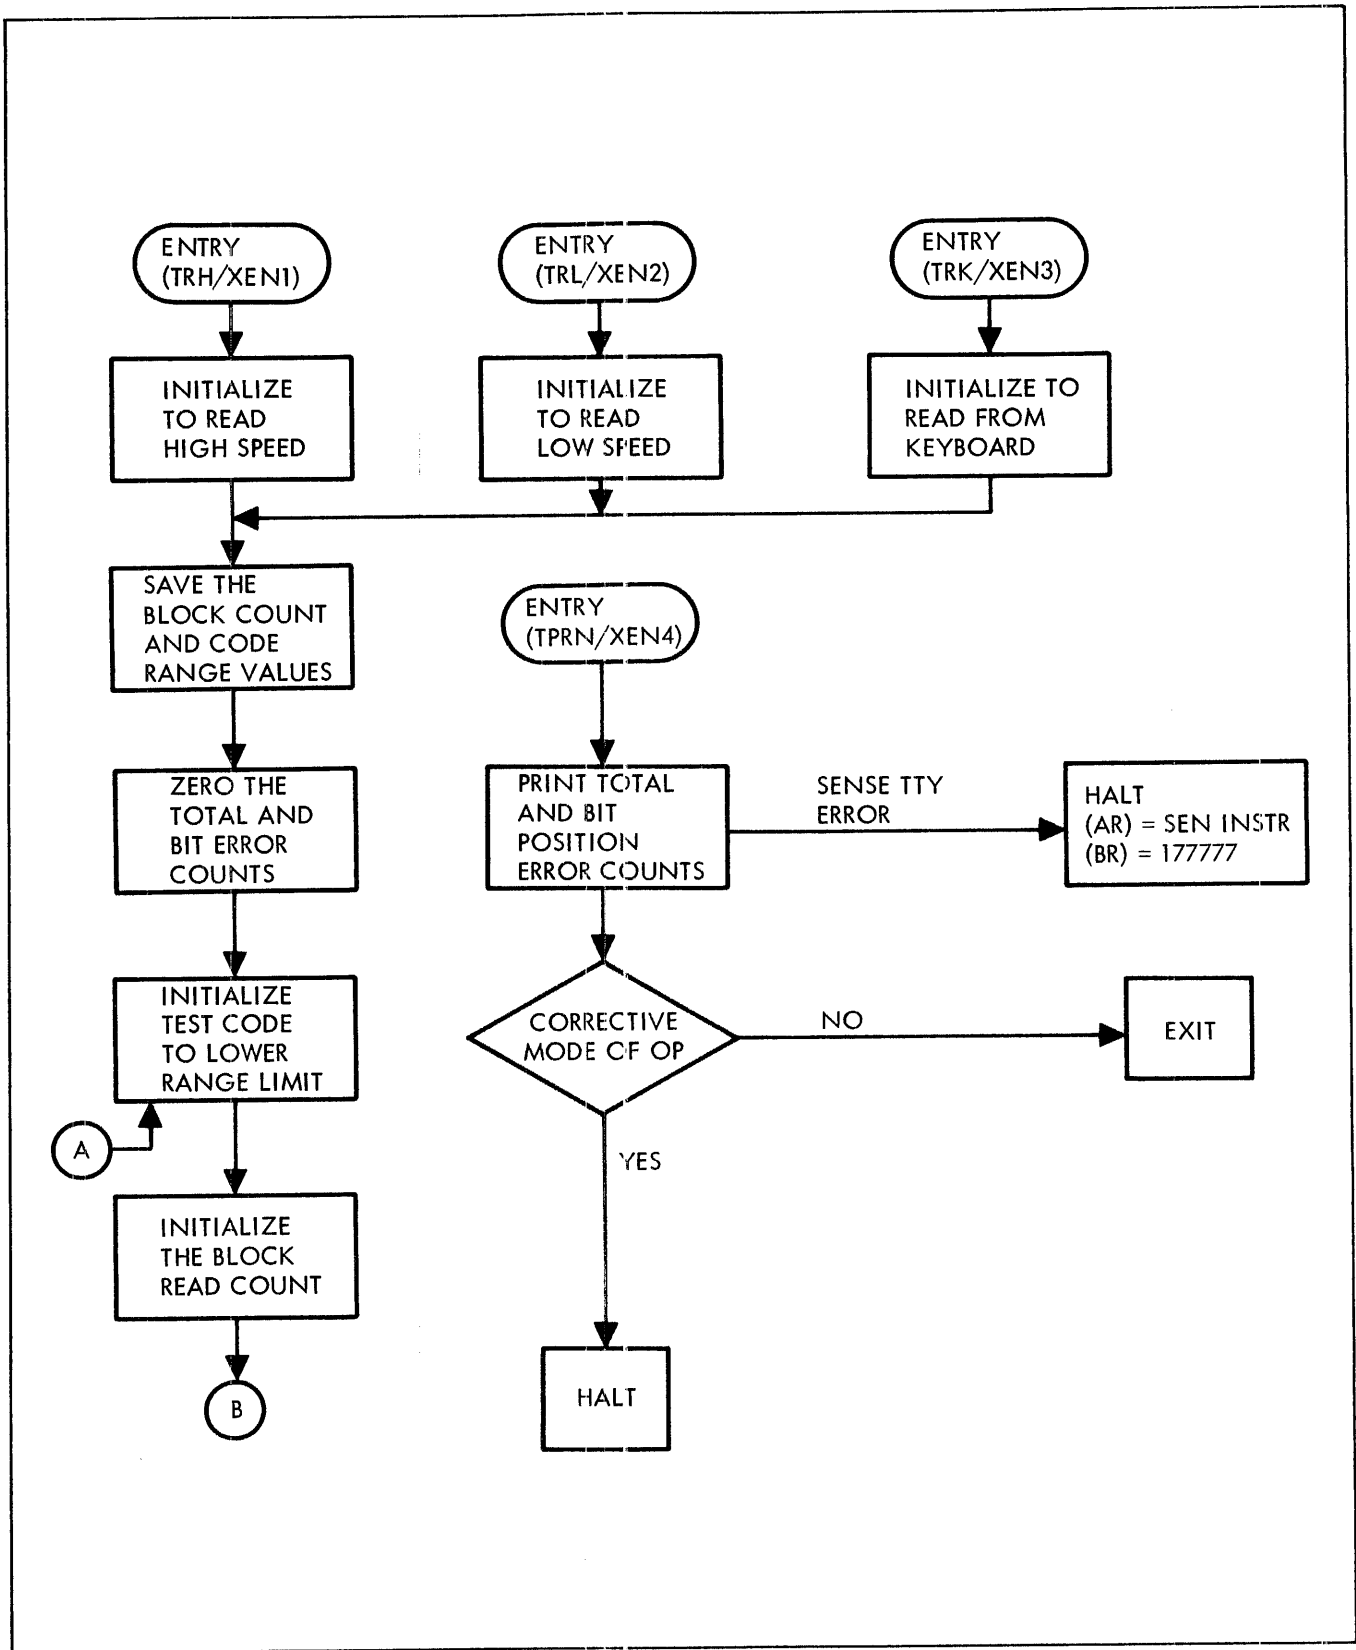 ENTRY
(TRH/XEN1)
ENTRY
(TRL/XEN2)
ENTRY
(TRK/XEN3)
INITIALIZE
TO READ
HIGH SPEED
INITIALIZE
TO READ
LOW SPEED
INITIALIZE TO
READ FROM
KEYBOARD
SAVE THE
BLOCK COUNT
AND CODE
RANGE VALUES
ENTRY
(TPRN/XEN4)
ZERO THE
TOTAL AND
BIT ERROR
COUNTS
PRINT TOTAL
AND BIT
POSITION
ERROR COUNTS
SENSE TTY
ERROR
HALT
(AR) = SEN INSTR
(BR) = 177777
INITIALIZE
TEST CODE
TO LOWER
RANGE LIMIT
CORRECTIVE
MODE OF OP
NO
EXIT
A
YES
INITIALIZE
THE BLOCK
READ COUNT
B
HALT